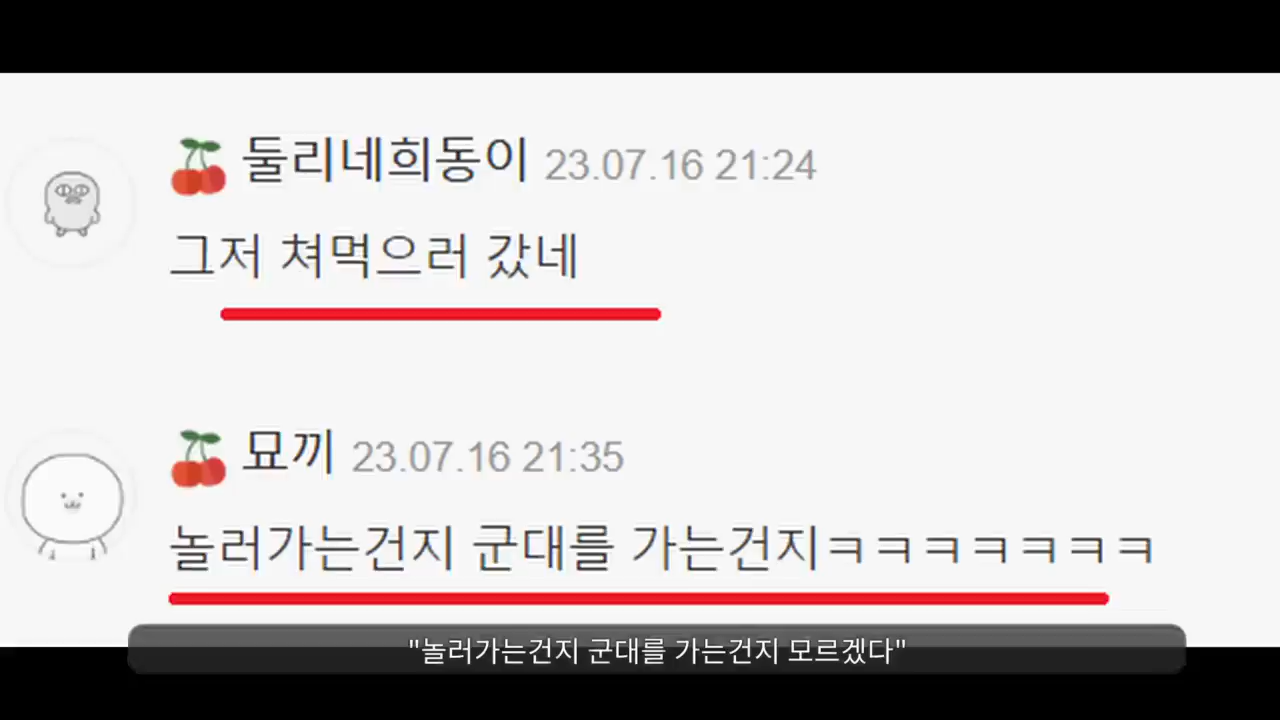 둘리네희동이 23.07.16 21:24
그저 쳐먹으러 갔네
묘끼 23.07.16 21:35
놀러가는건지 군대를 가는건지ㅋㅋㅋㅋㅋㅋㅋ
"놀러가는건지 군대를 가는건지 모르겠다"